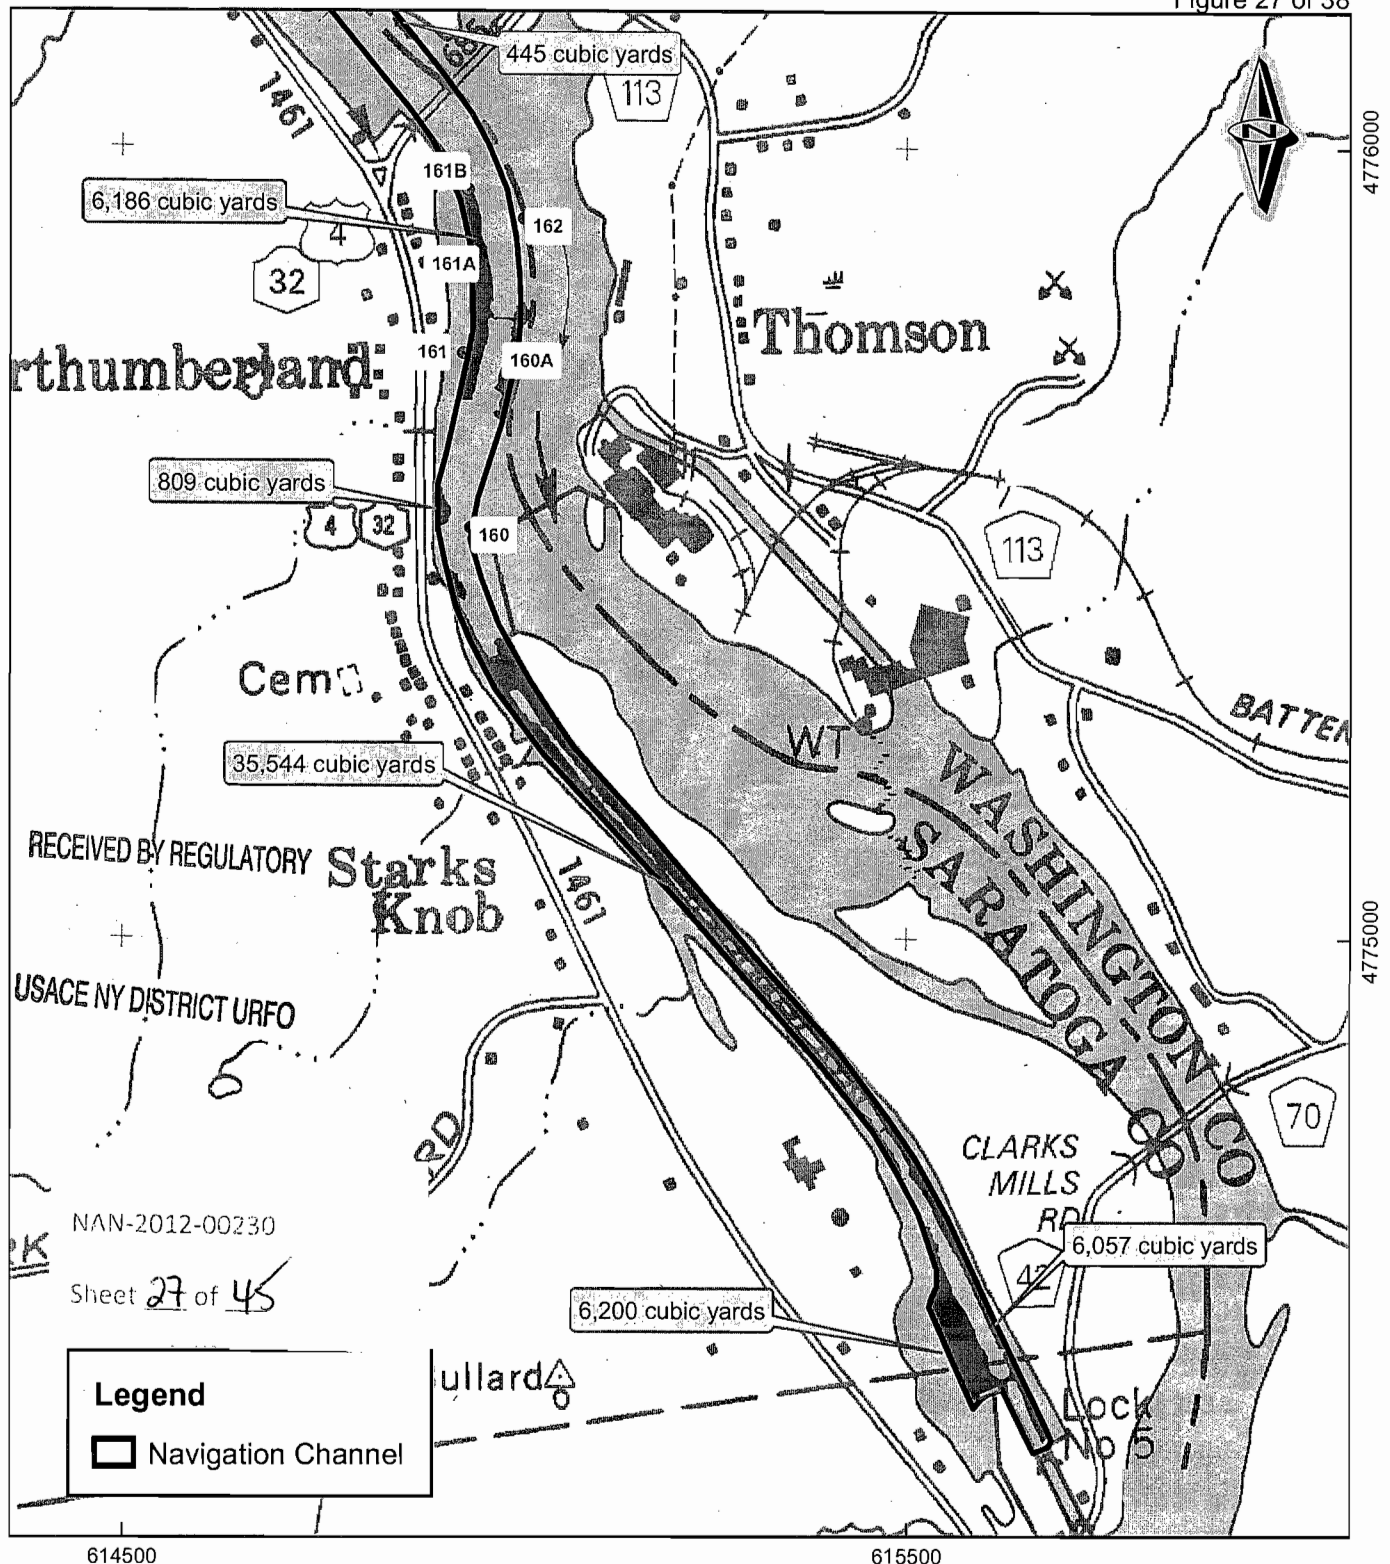 Figure 27 of 38
445 cubic yards
1461
113
4776000
161B
6,186 cubic yards
4
162
32
161A
Thomson
161
160A
rthumberland
809 cubic yards
4
32
160
113
Cem
BATTEN
WT
35,544 cubic yards
WASHINGTON CO
SARATOGA CO
RECEIVED BY REGULATORY
Starks
Knob
1461
4775000
USACE NY DISTRICT URFO
RD
70
CLARKS
MILLS
RD
NAN-2012-00230
RK
6,057 cubic yards
42
Sheet 27 of 45
6,200 cubic yards
ullard
Lock
No 5
Legend
Navigation Channel
614500
615500
N